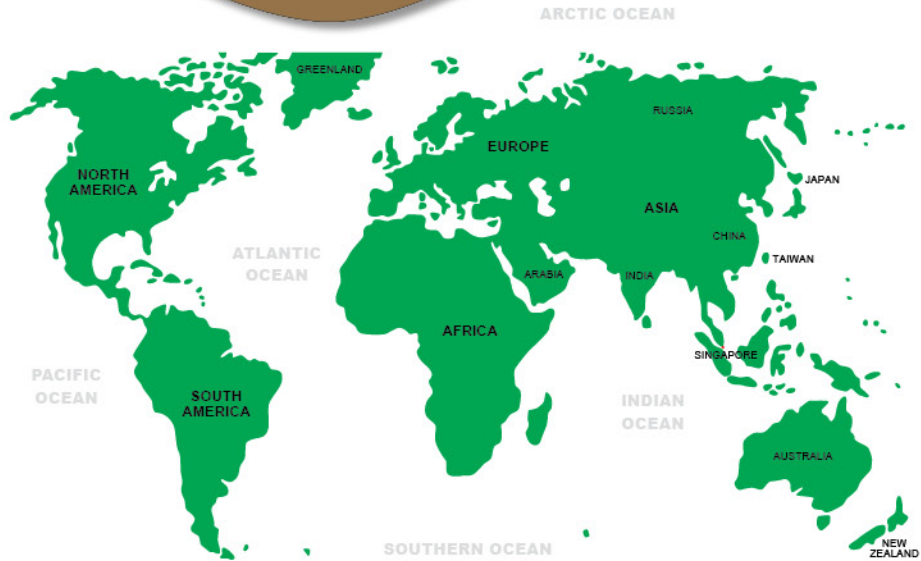 ARCTIC OCEAN
GREENLAND
RUSSIA
EUROPE
NORTH
AMERICA
JAPAN
ASIA
CHINA
ATLANTIC
OCEAN
TAIWAN
ARABIA
INDIA
AFRICA
SINGAPORE
PACIFIC
OCEAN
SOUTH
AMERICA
INDIAN
OCEAN
AUSTRALIA
SOUTHERN OCEAN
NEW
ZEALAND